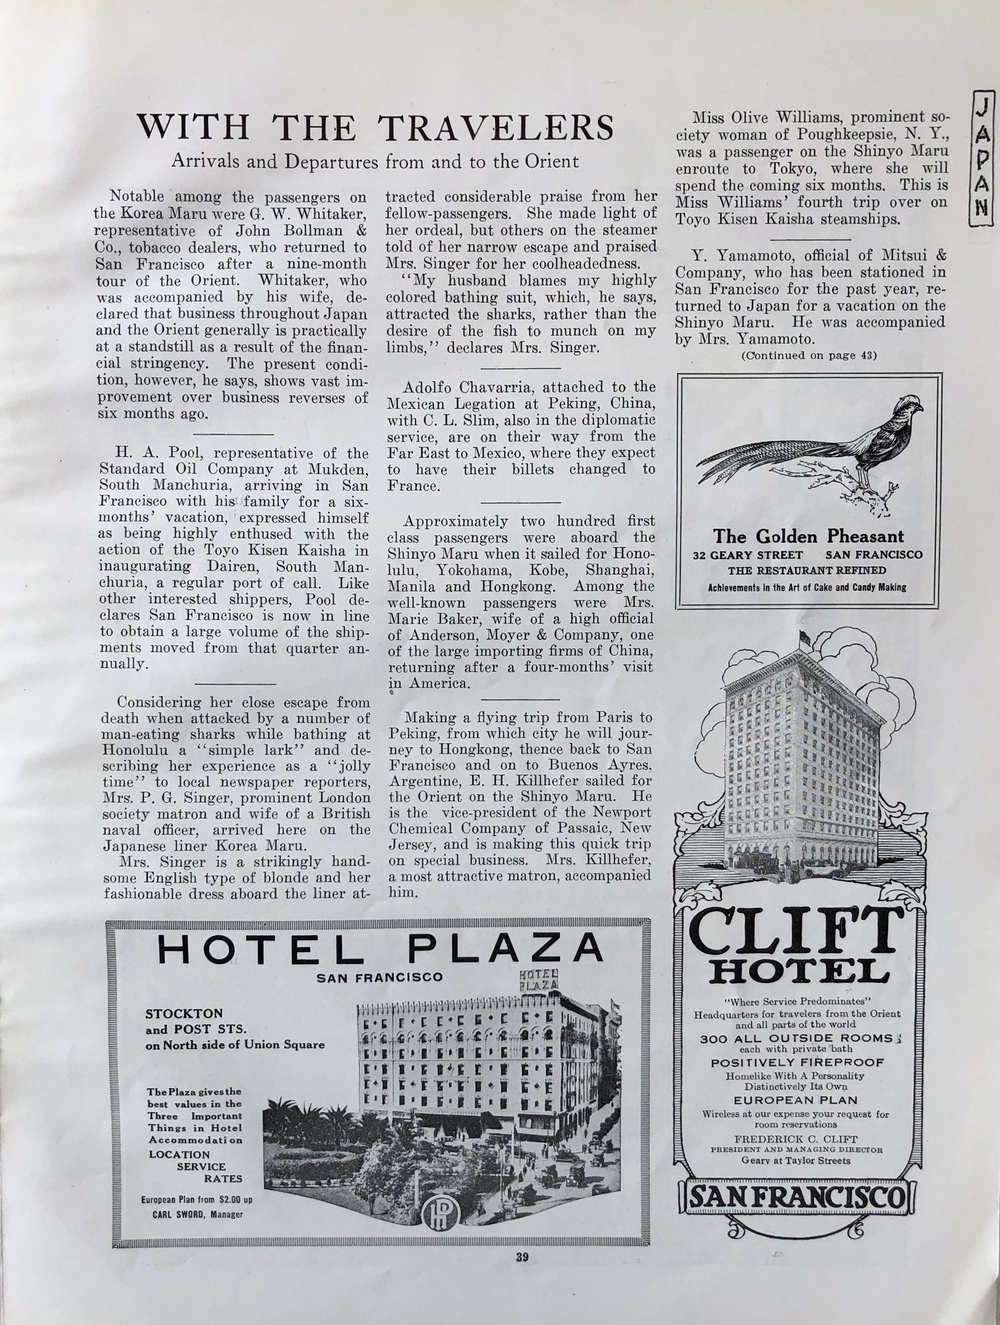 WITH THE TRAVELERS
Arrivals and Departures from and to the Orient
Notable among the passengers on
the Korea Maru were G. W. Whitaker,
representative of John Bollman &
Co., tobacco dealers, who returned to
San Francisco after a nine-month
tour of the Orient. Whitaker, who
was accompanied by his wife, de-
clared that business throughout Japan
and the Orient generally is practically
at a standstill as a result of the finan-
cial stringency. The present condi-
tion, however, he says, shows vast im-
provement over business reverses of
six months ago.
H. A. Pool, representative of the
Standard Oil Company at Mukden,
South Manchuria, arriving in San
Francisco with his family for a six-
months' vacation, expressed himself
as being highly enthused with the
action of the Toyo Kisen Kaisha in
inaugurating Dairen, South Man-
churia, a regular port of call. Like
other interested shippers, Pool de-
clares San Francisco is now in line
to obtain a large volume of the ship-
ments moved from that quarter an-
nually.
Considering her close escape from
death when attacked by a number of
man-eating sharks while bathing at
Honolulu a "simple lark" and de-
scribing her experience as a "jolly
time" to local newspaper reporters,
Mrs. P. G. Singer, prominent London
society matron and wife of a British
naval officer, arrived here on the
Japanese liner Korea Maru.
Mrs. Singer is a strikingly hand-
some English type of blonde and her
fashionable dress aboard the liner at-
tracted considerable praise from her
fellow-passengers. She made light of
her ordeal, but others on the steamer
told of her narrow escape and praised
Mrs. Singer for her coolheadedness.
"My husband blames my highly
colored bathing suit, which, he says,
attracted the sharks, rather than the
desire of the fish to munch on my
limbs," declares Mrs. Singer.
Adolfo Chavarria, attached to the
Mexican Legation at Peking, China,
with C. L. Slim, also in the diplomatic
service, are on their way from the
Far East to Mexico, where they expect
to have their billets changed to
France.
Approximately two hundred first
class passengers were aboard the
Shinyo Maru when it sailed for Hono-
lulu, Yokohama, Kobe, Shanghai,
Manila and Hongkong. Among the
well-known passengers were Mrs.
Marie Baker, wife of a high official
of Anderson, Moyer & Company, one
of the large importing firms of China,
returning after a four-months' visit
in America.
Making a flying trip from Paris to
Peking, from which city he will jour-
ney to Hongkong, thence back to San
Francisco and on to Buenos Ayres,
Argentine, E. H. Killhefer sailed for
the Orient on the Shinyo Maru. He
is the vice-president of the Newport
Chemical Company of Passaic, New
Jersey, and is making this quick trip
on special business. Mrs. Killhefer,
a most attractive matron, accompanied
him.
Miss Olive Williams, prominent so-
ciety woman of Poughkeepsie, N. Y.,
was a passenger on the Shinyo Maru
enroute to Tokyo, where she will
spend the coming six months. This is
Miss Williams' fourth trip over on
Toyo Kisen Kaisha steamships.
Y. Yamamoto, official of Mitsui &
Company, who has been stationed in
San Francisco for the past year, re-
turned to Japan for a vacation on the
Shinyo Maru. He was accompanied
by Mrs. Yamamoto.
(Continued on page 43)
JAPAN
The Golden Pheasant
32 GEARY STREET SAN FRANCISCO
THE RESTAURANT REFINED
Achievements in the Art of Cake and Candy Making
CLIFT
HOTEL
"Where Service Predominates"
Headquarters for travelers from the Orient
and all parts of the world
300 ALL OUTSIDE ROOMS
each with private bath
POSITIVELY FIREPROOF
Homelike With A Personality
Distinctively Its Own
EUROPEAN PLAN
Wireless at our expense your request for
room reservations
FREDERICK C. CLIFT
PRESIDENT AND MANAGING DIRECTOR
Geary at Taylor Streets
SAN FRANCISCO
HOTEL PLAZA
SAN FRANCISCO
HOTEL
PLAZA
STOCKTON
and POST STS.
on North side of Union Square
The Plaza gives the
best values in the
Three Important
Things in Hotel
Accommodation
LOCATION
SERVICE
RATES
European Plan from $2.00 up
CARL SWORD, Manager
HP
39